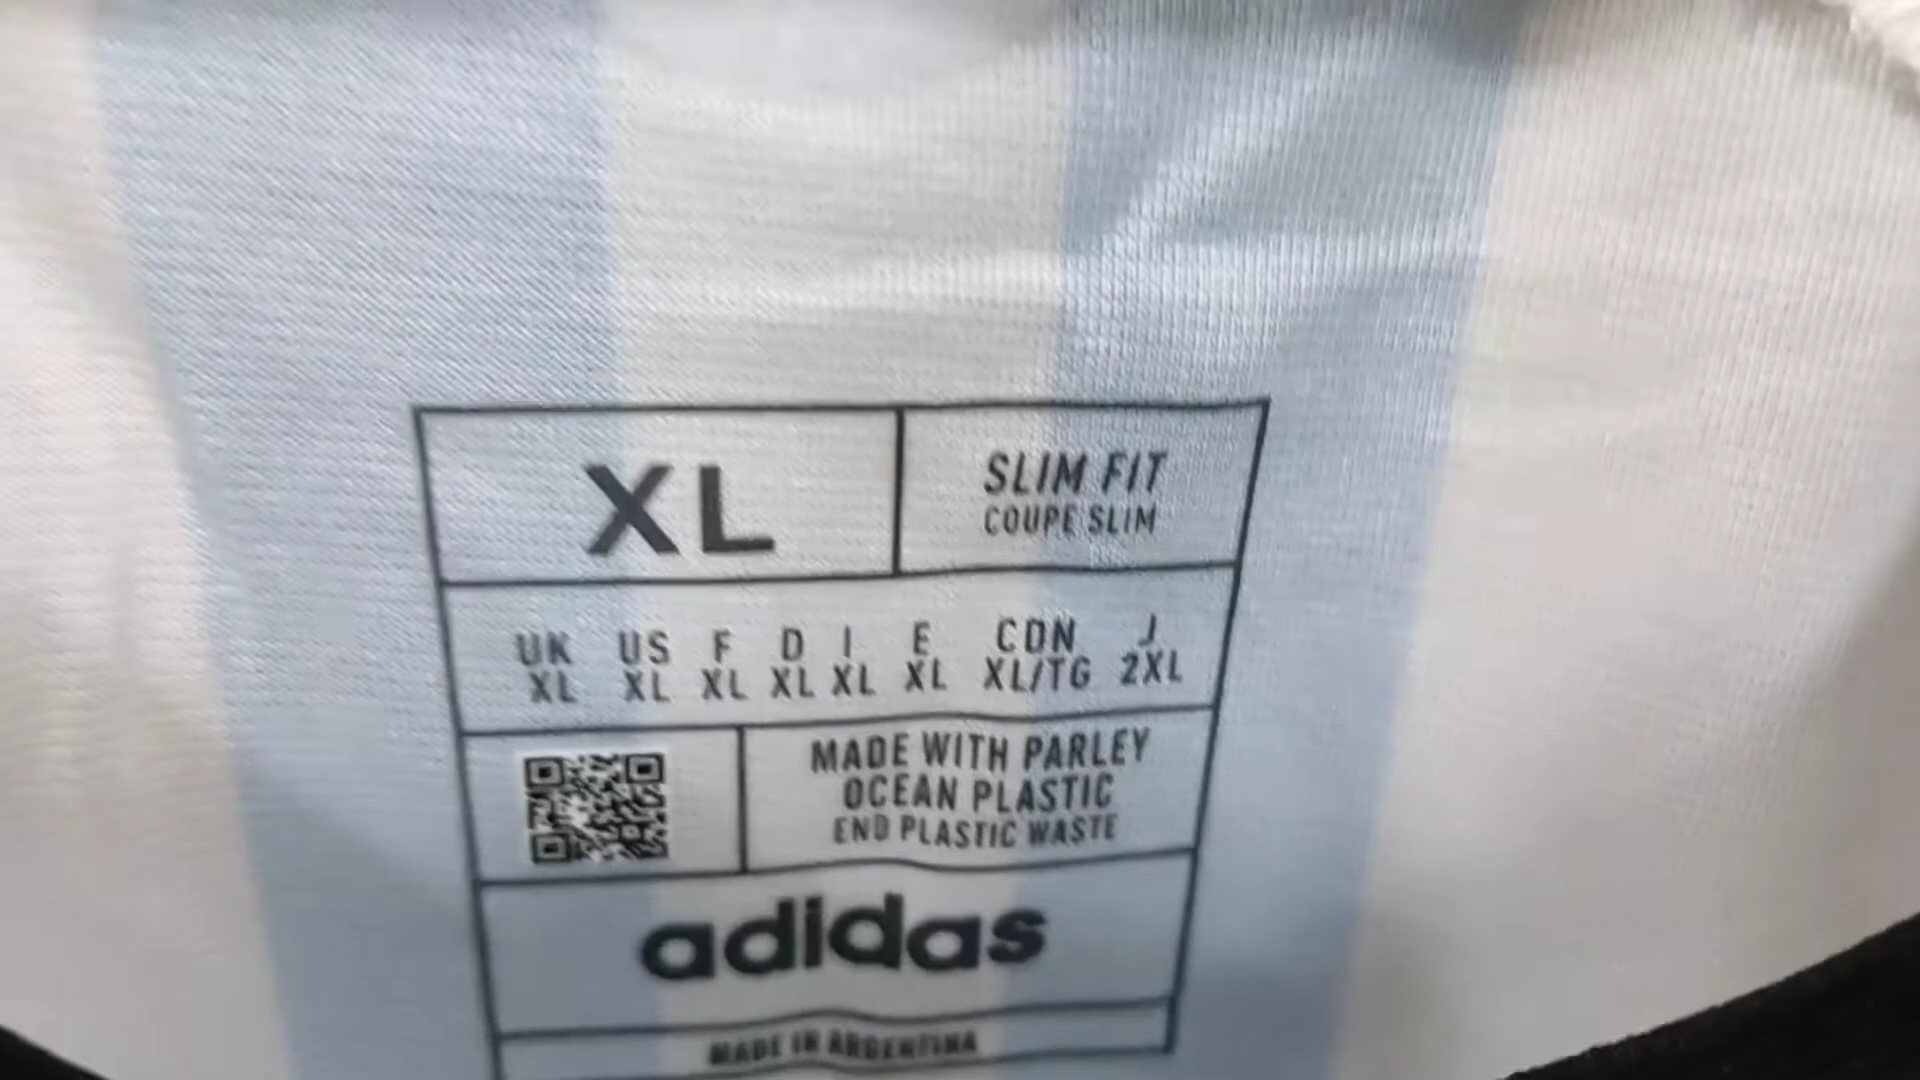 XL
SLIM FIT
COUPE SLIM
UK US F D I E CDN J
XL XL XL XL XL XL XL/TG 2XL
MADE WITH PARLEY
OCEAN PLASTIC
END PLASTIC WASTE
adidas
MADE IN ARGENTINA